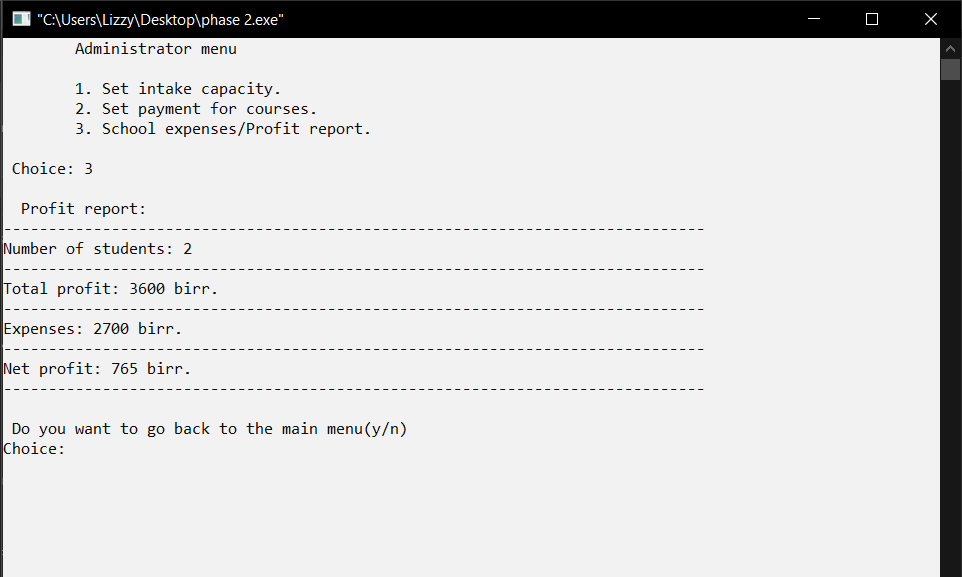 "C:\Users\Lizzy\Desktop\phase 2.exe"
Administrator menu
1. Set intake capacity.
2. Set payment for courses.
3. School expenses/Profit report.
Choice: 3
Profit report:
------------------------------------------------------------------------------
Number of students: 2
------------------------------------------------------------------------------
Total profit: 3600 birr.
------------------------------------------------------------------------------
Expenses: 2700 birr.
------------------------------------------------------------------------------
Net profit: 765 birr.
------------------------------------------------------------------------------
Do you want to go back to the main menu(y/n)
Choice: